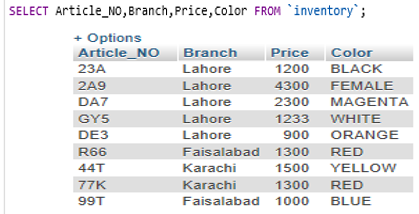 SELECT Article_NO,Branch,Price,Color FROM `inventory`;
+ Options
Article_NO Branch Price Color
23A Lahore 1200 BLACK
2A9 Lahore 4300 FEMALE
DA7 Lahore 2300 MAGENTA
GY5 Lahore 1233 WHITE
DE3 Lahore 900 ORANGE
R66 Faisalabad 1300 RED
44T Karachi 1500 YELLOW
77K Karachi 1300 RED
99T Faisalabad 1000 BLUE